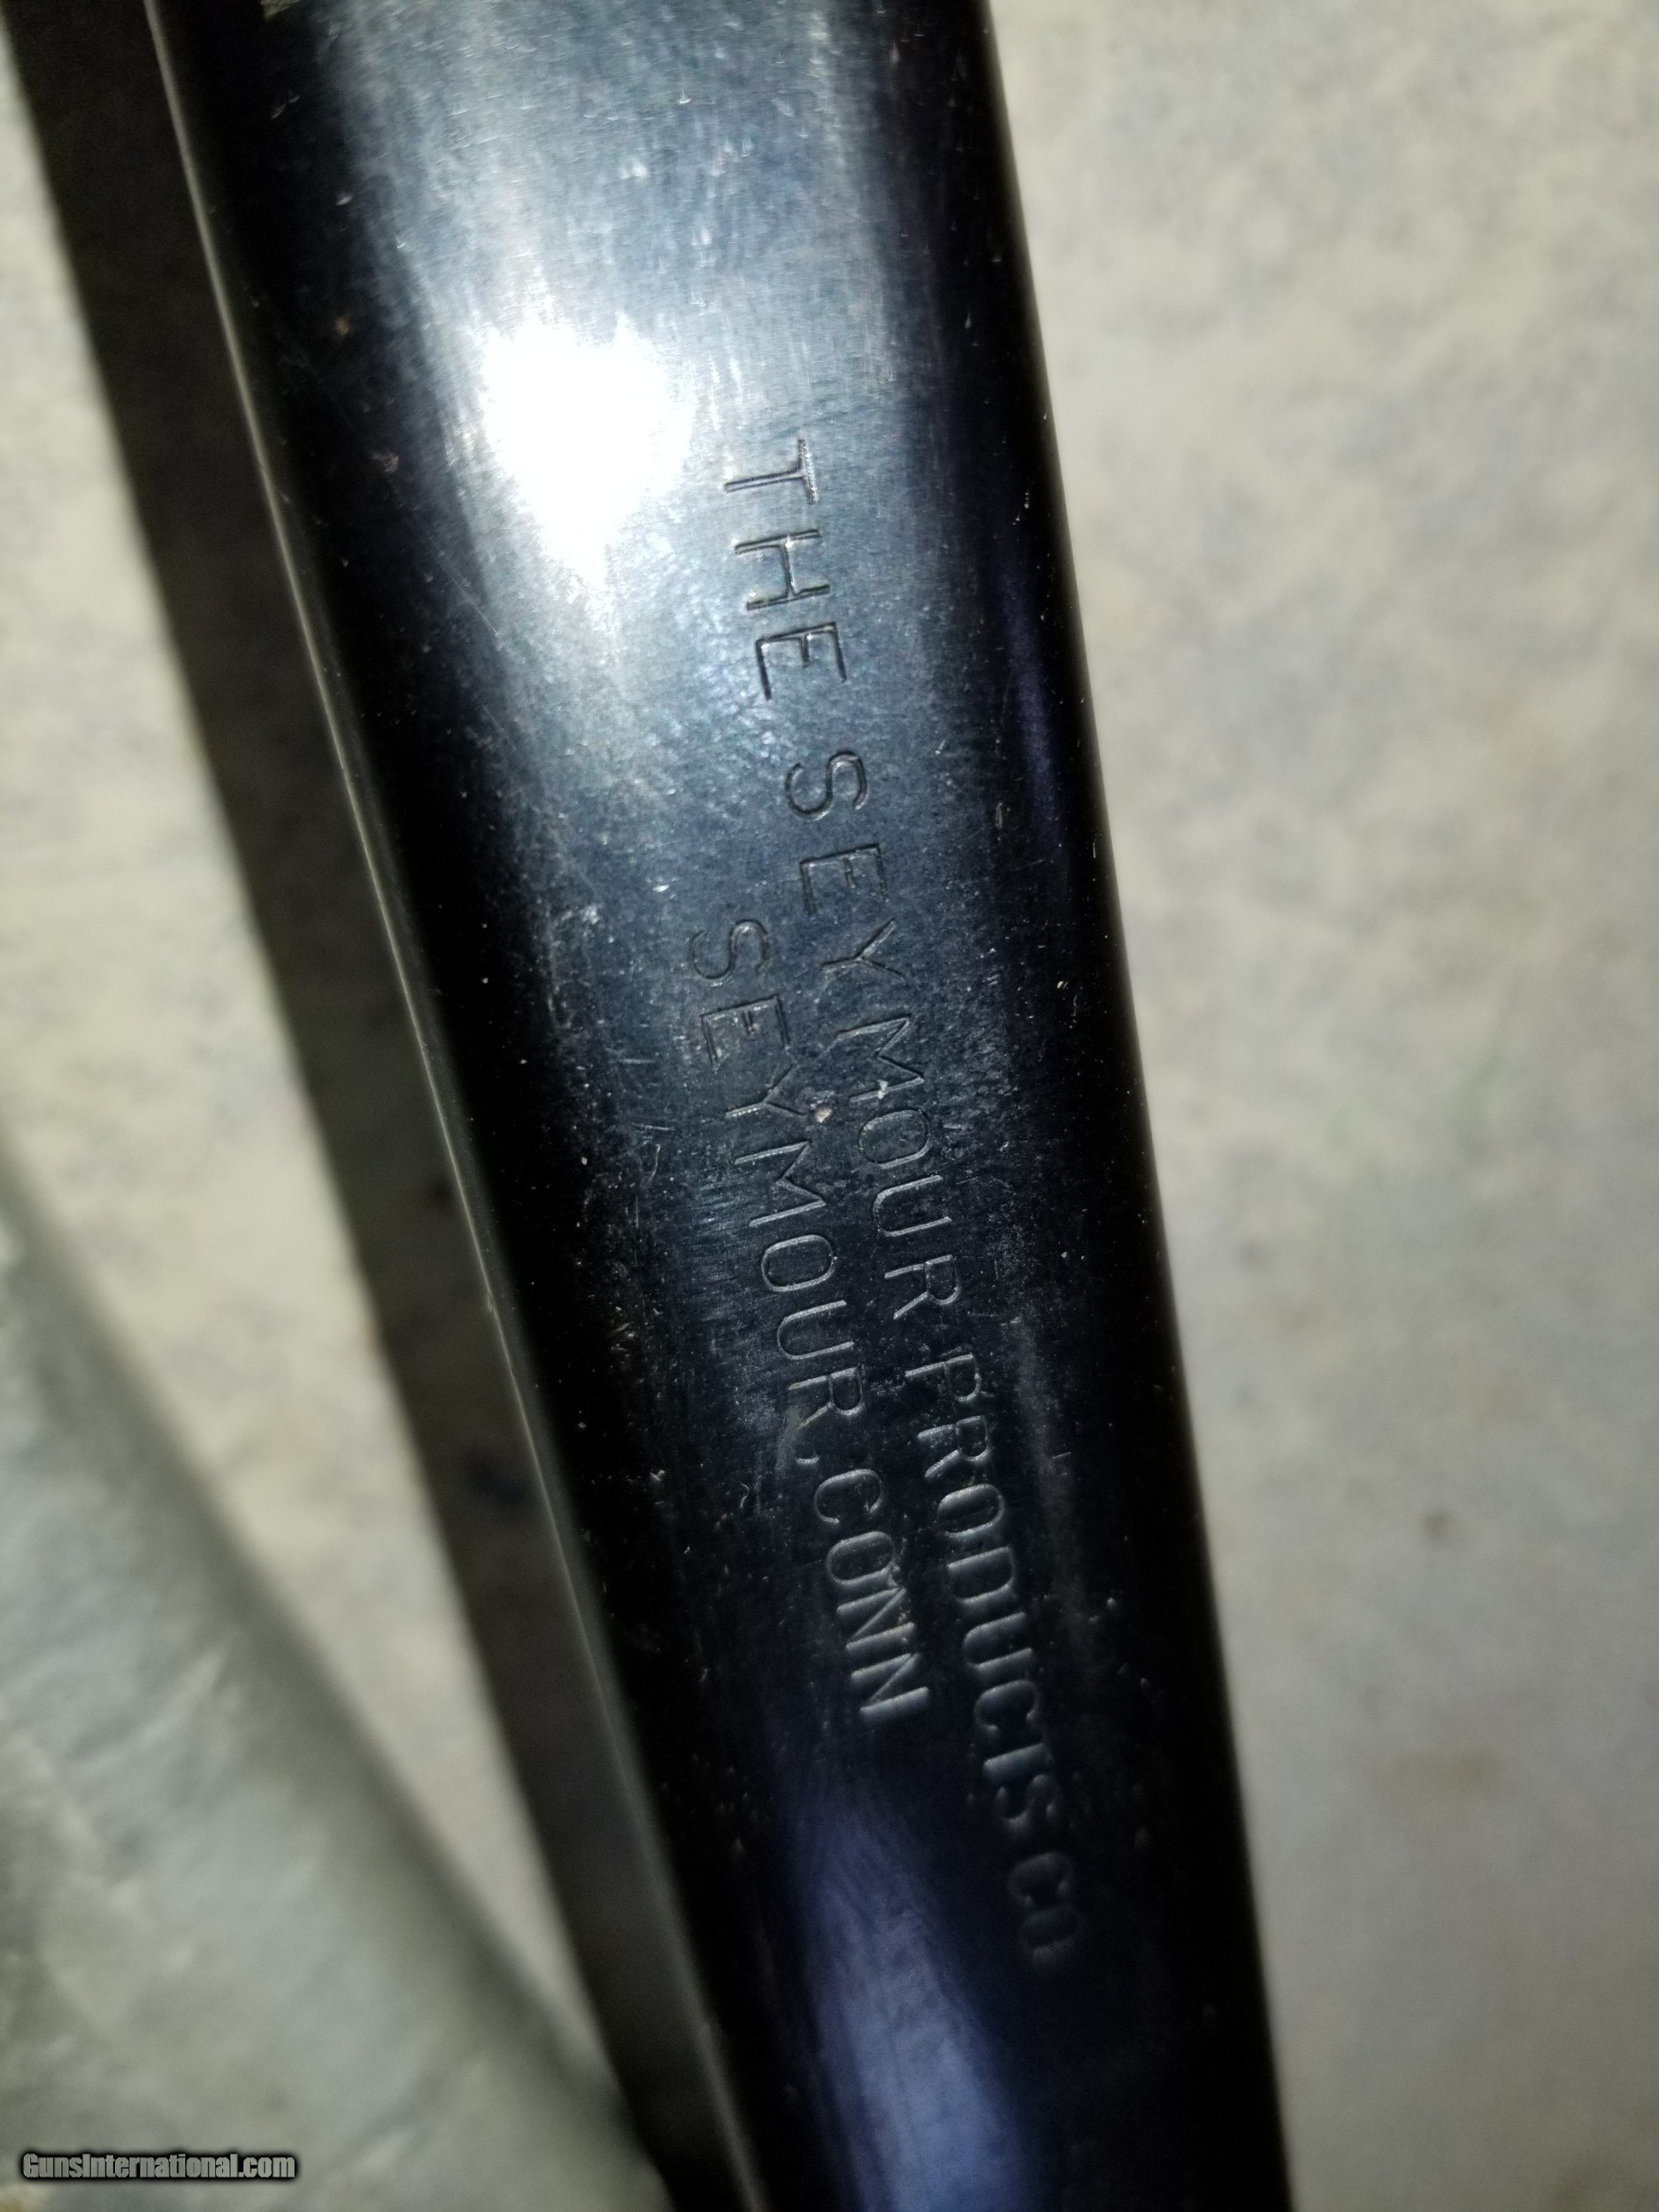 THE SEYMOUR PRODUCTS CO
SEYMOUR, CONN
GunsInternational.com